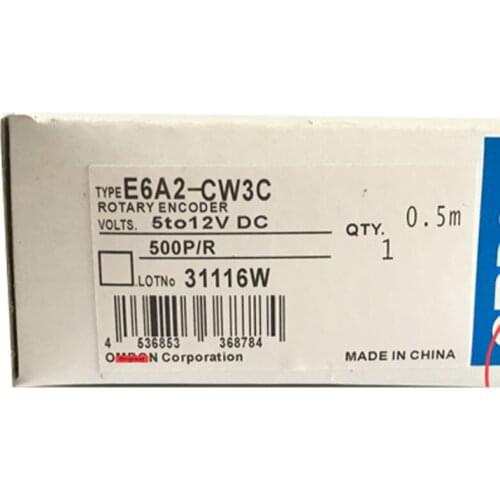 TYPE E6A2-CW3C
ROTARY ENCODER
VOLTS. 5to12V DC
500P/R
QTY. 1
0.5m
LOTNo 31116W
4 536853 368784
OMRON Corporation
MADE IN CHINA